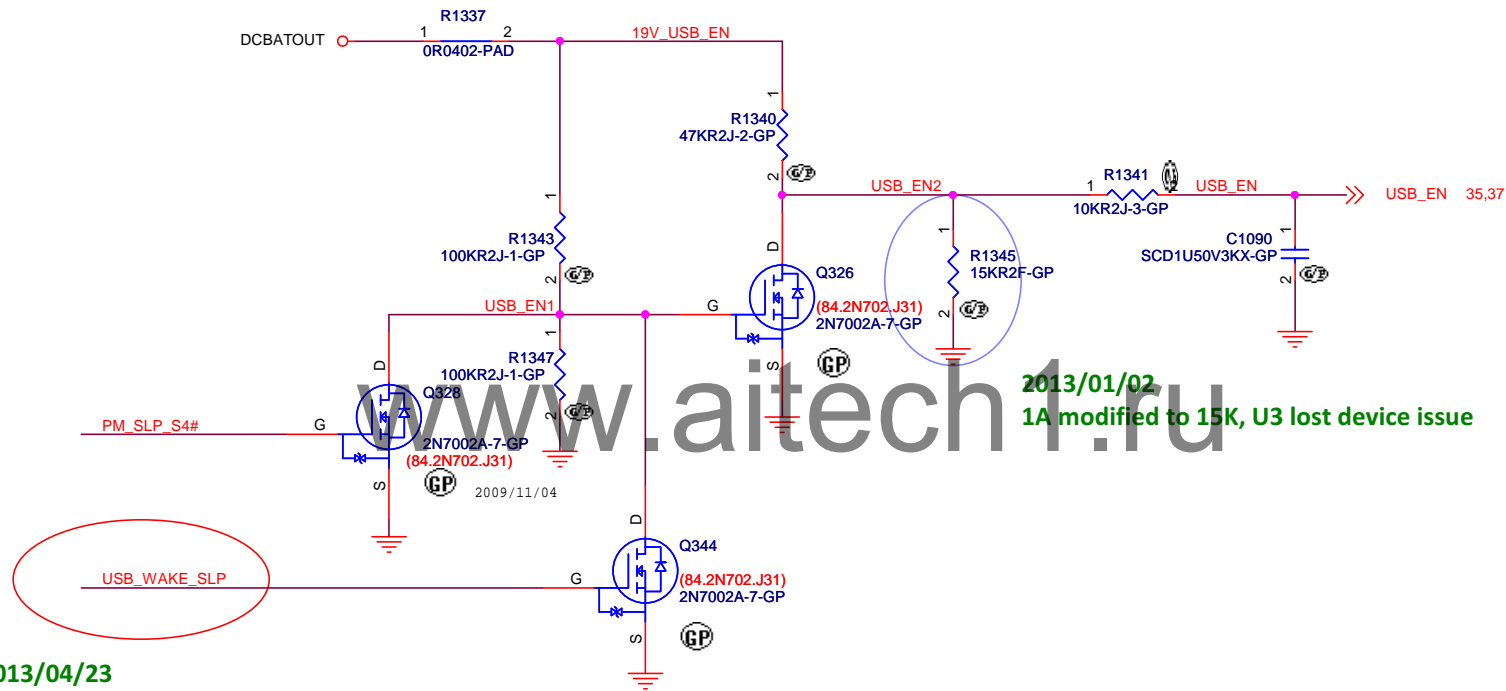 R1337
DCBATOUT
1
2
19V_USB_EN
0R0402-PAD
1
R1340
47KR2J-2-GP
2
G/P
USB_EN2
1
R1341
2
USB_EN
USB_EN 35,37
10KR2J-3-GP
1
R1343
100KR2J-1-GP
2
G/P
D
1
R1345
15KR2F-GP
2
G/P
1
C1090
SCD1U50V3KX-GP
2
G/P
USB_EN1
G
Q326
(84.2N702.J31)
2N7002A-7-GP
S
GP
1
R1347
100KR2J-1-GP
2
G/P
D
Q328
PM_SLP_S4#
G
2N7002A-7-GP
(84.2N702.J31)
S
GP
2009/11/04
www.aitech1.ru
2013/01/02
1A modified to 15K, U3 lost device issue
D
Q344
USB_WAKE_SLP
G
(84.2N702.J31)
2N7002A-7-GP
S
GP
013/04/23